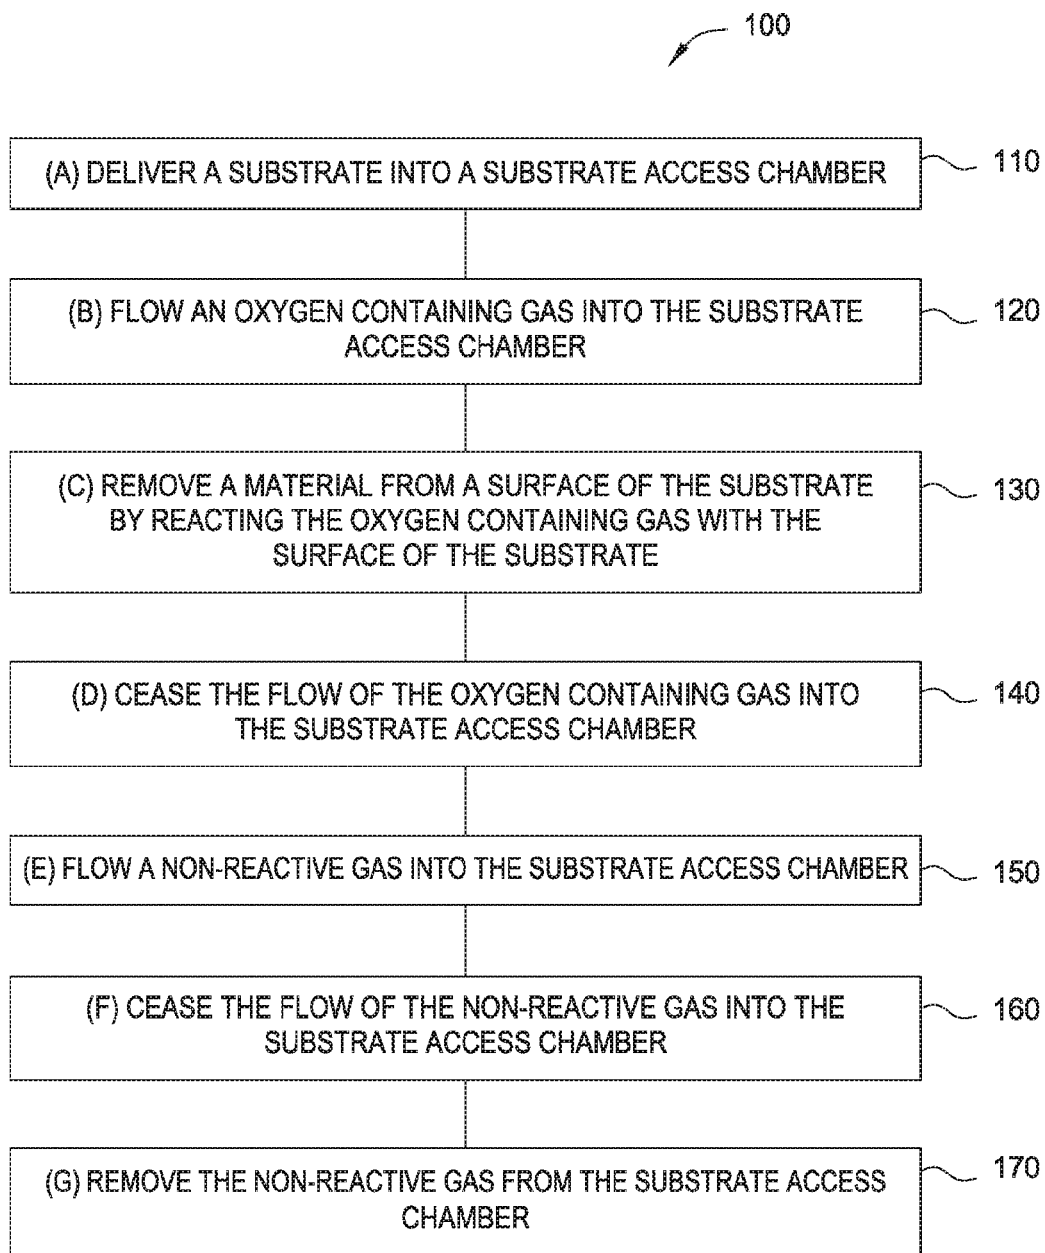 100
(A) DELIVER A SUBSTRATE INTO A SUBSTRATE ACCESS CHAMBER
110
(B) FLOW AN OXYGEN CONTAINING GAS INTO THE SUBSTRATE
ACCESS CHAMBER
120
(C) REMOVE A MATERIAL FROM A SURFACE OF THE SUBSTRATE
BY REACTING THE OXYGEN CONTAINING GAS WITH THE
SURFACE OF THE SUBSTRATE
130
(D) CEASE THE FLOW OF THE OXYGEN CONTAINING GAS INTO
THE SUBSTRATE ACCESS CHAMBER
140
(E) FLOW A NON-REACTIVE GAS INTO THE SUBSTRATE ACCESS CHAMBER
150
(F) CEASE THE FLOW OF THE NON-REACTIVE GAS INTO THE
SUBSTRATE ACCESS CHAMBER
160
(G) REMOVE THE NON-REACTIVE GAS FROM THE SUBSTRATE ACCESS
CHAMBER
170